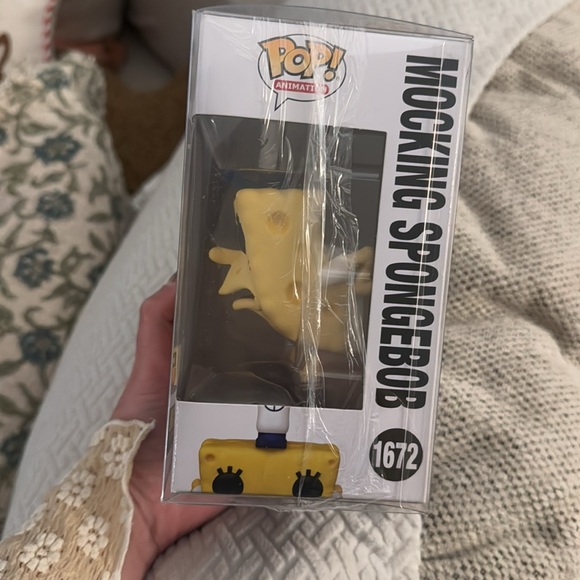 POP!
ANIMATION
MOCKING SPONGEBOB
1672